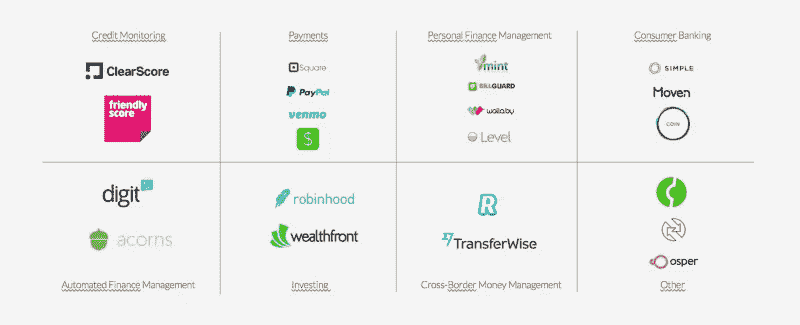 Credit Monitoring
Payments
Personal Finance Management
Consumer Banking
ClearScore
friendly
score
Square
PayPal
venmo
$
mint
BILLGUARD
wallaby
Level
SIMPLE
Moven
COIN
digit
acorns
robinhood
wealthfront
R
TransferWise
osper
Automated Finance Management
Investing
Cross-Border Money Management
Other